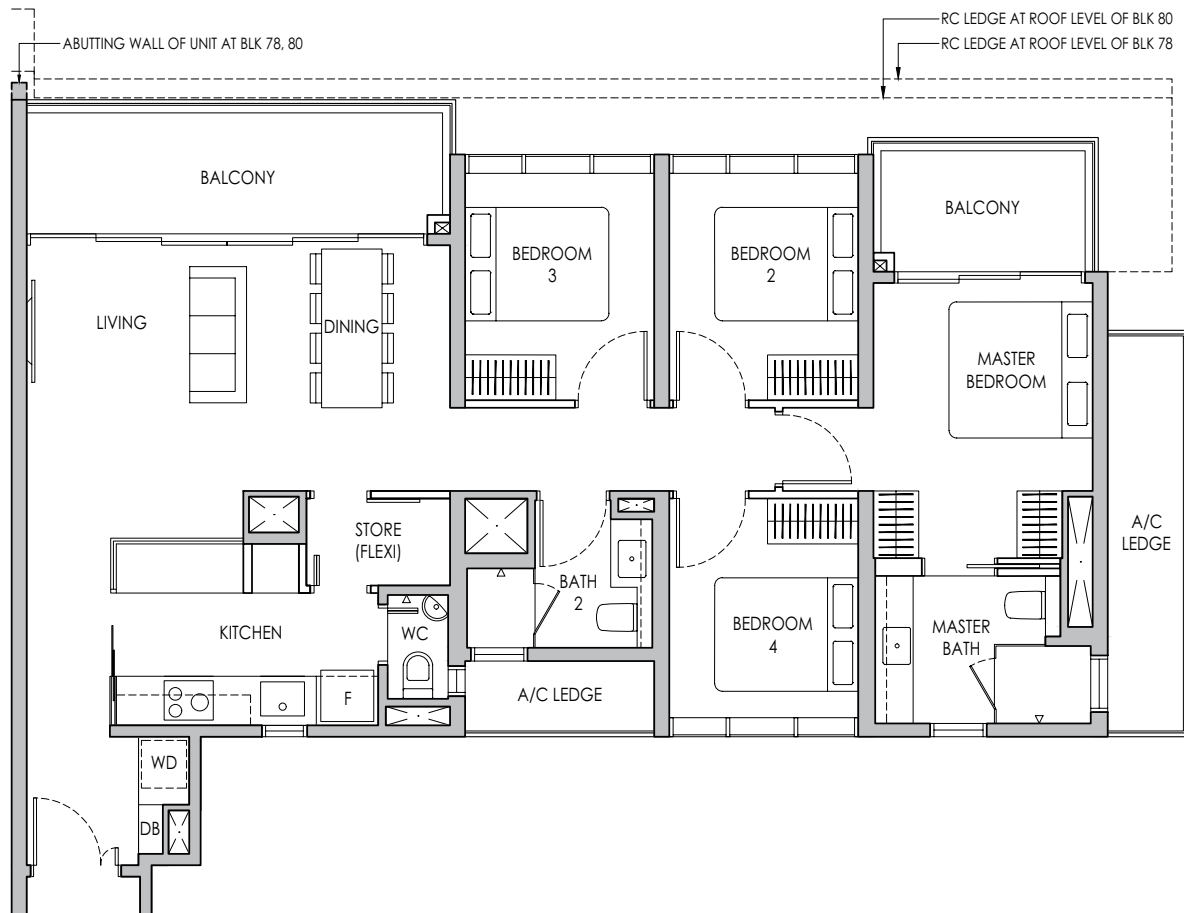 RC LEDGE AT ROOF LEVEL OF BLK 80
ABUTTING WALL OF UNIT AT BLK 78, 80
RC LEDGE AT ROOF LEVEL OF BLK 78
BALCONY
BALCONY
BEDROOM
3
BEDROOM
2
LIVING
DINING
MASTER
BEDROOM
STORE
(FLEXI)
A/C
LEDGE
BATH
2
KITCHEN
WC
BEDROOM
4
MASTER
BATH
F
A/C LEDGE
WD
DB